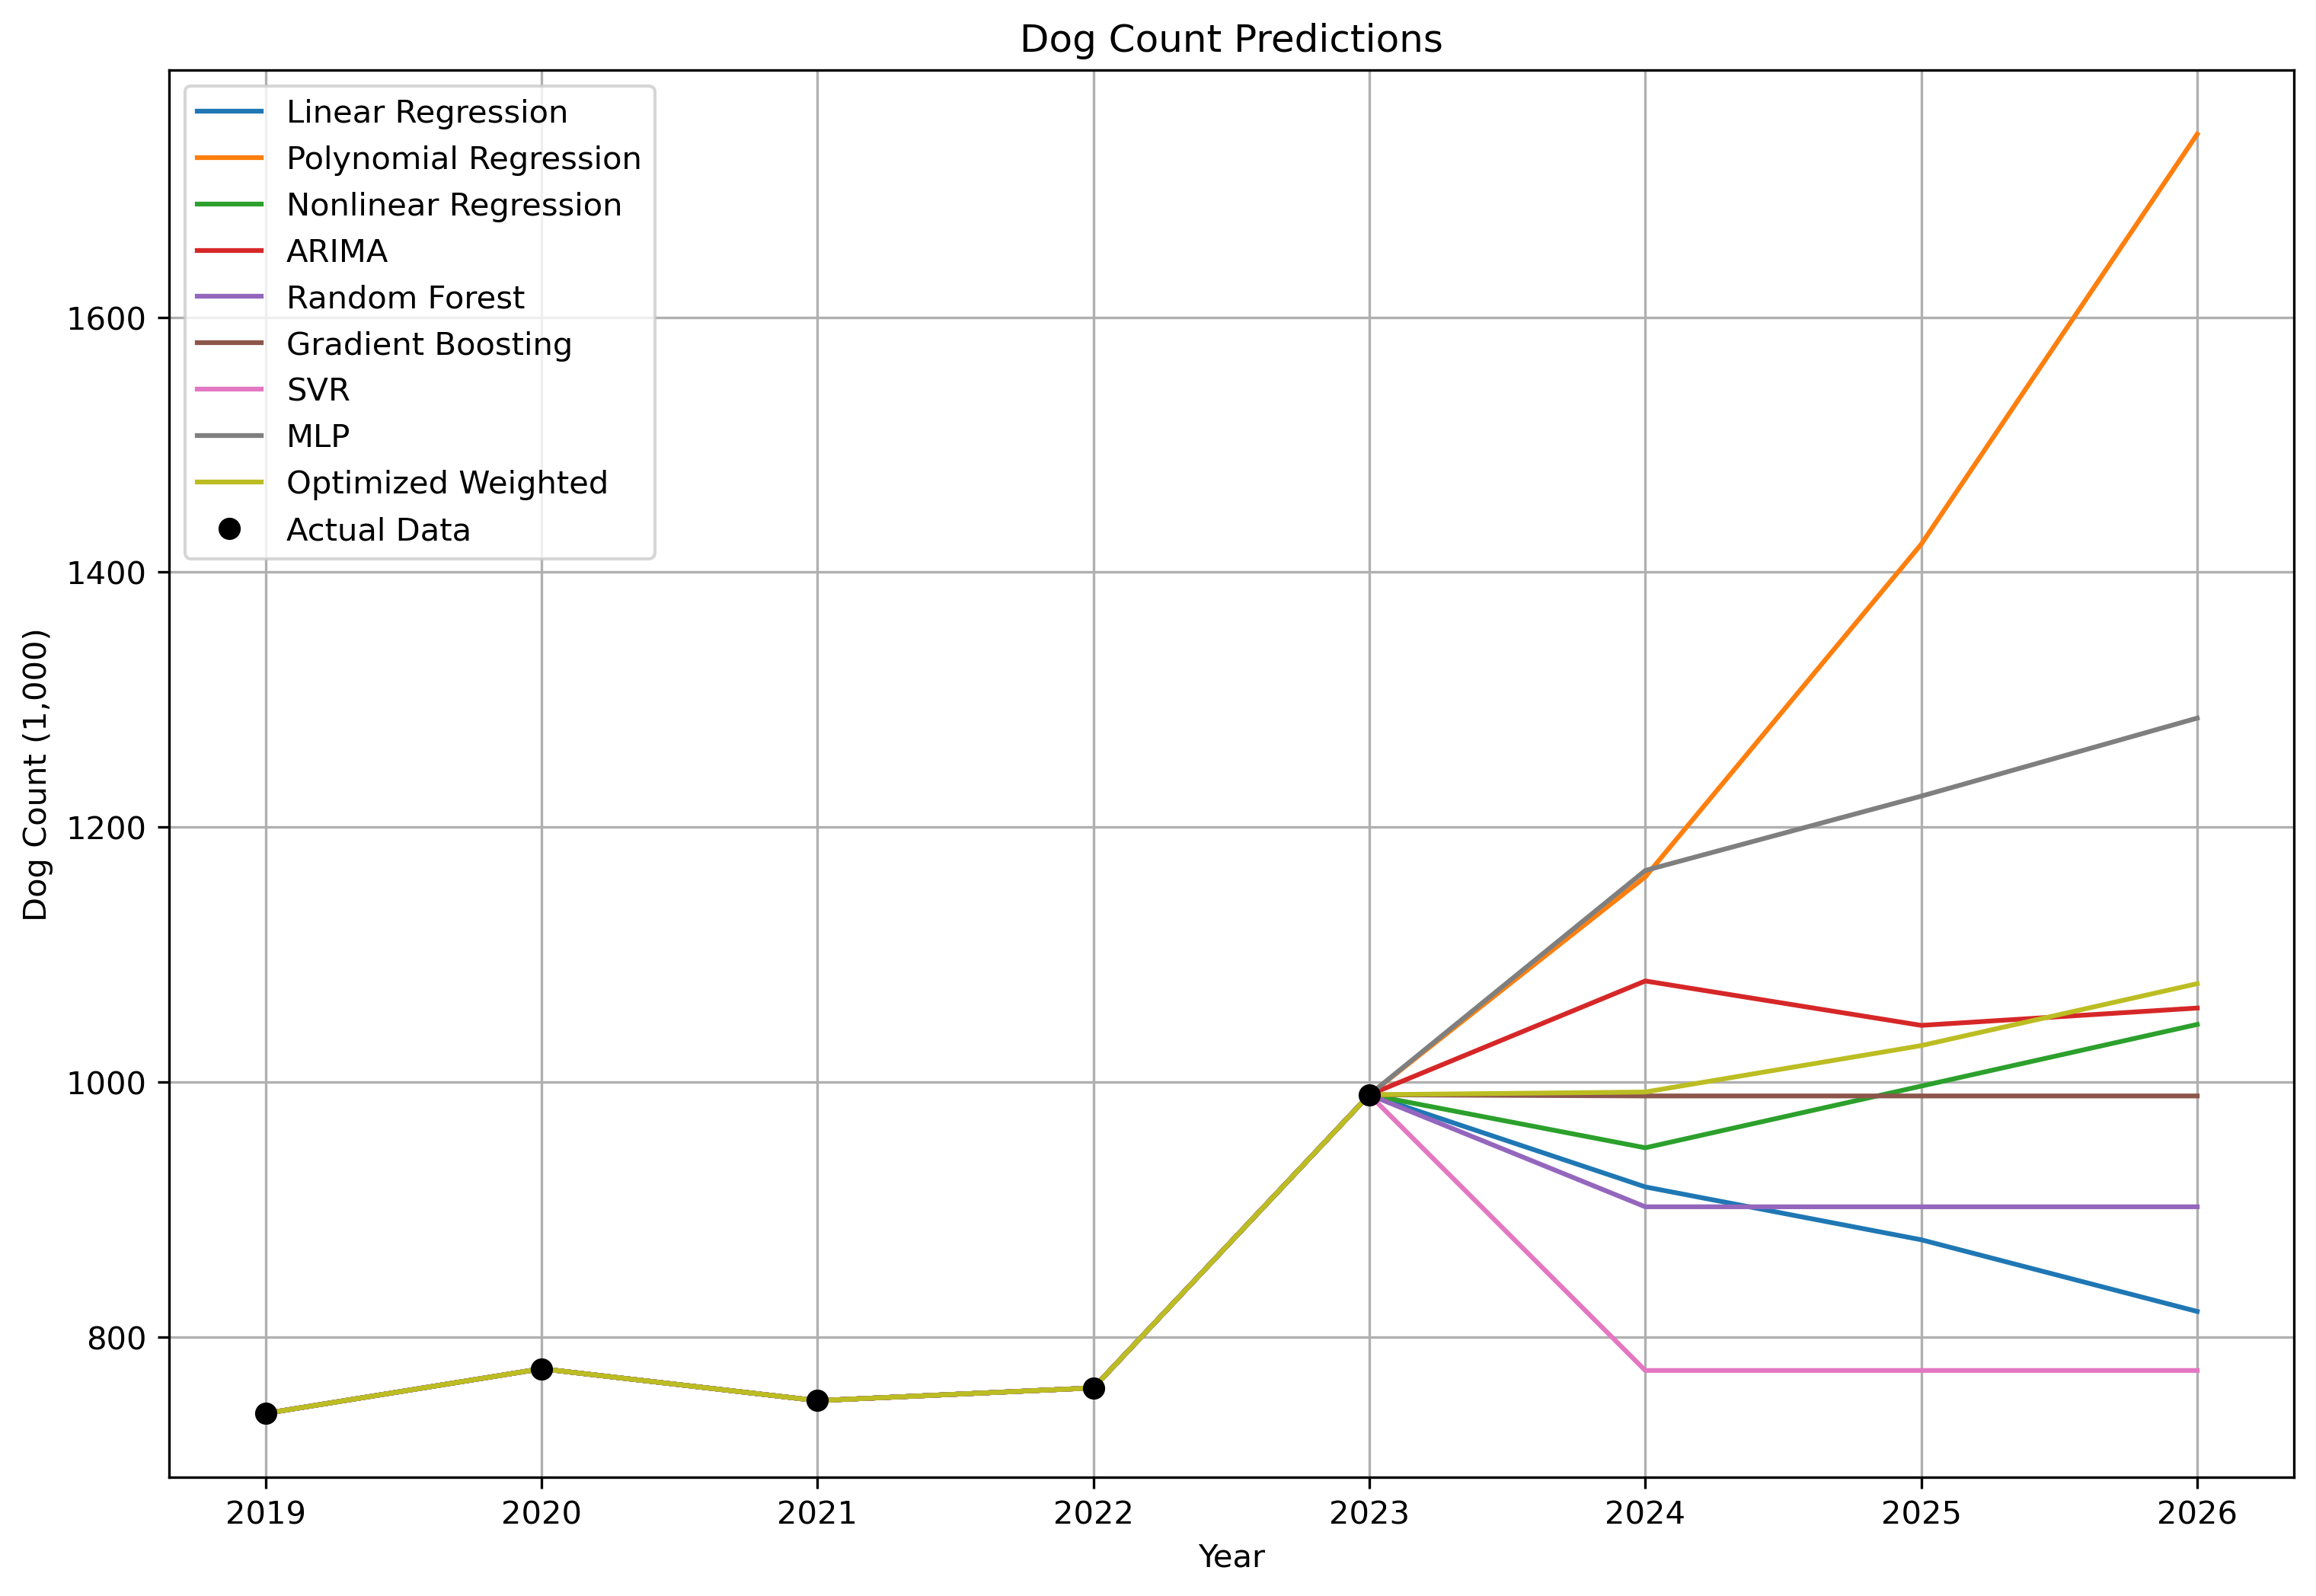 Dog Count Predictions
Linear Regression
Polynomial Regression
Nonlinear Regression
ARIMA
Random Forest
Gradient Boosting
SVR
MLP
Optimized Weighted
Actual Data
Dog Count (1,000)
1600
1400
1200
1000
800
2019 2020 2021 2022 2023 2024 2025 2026
Year